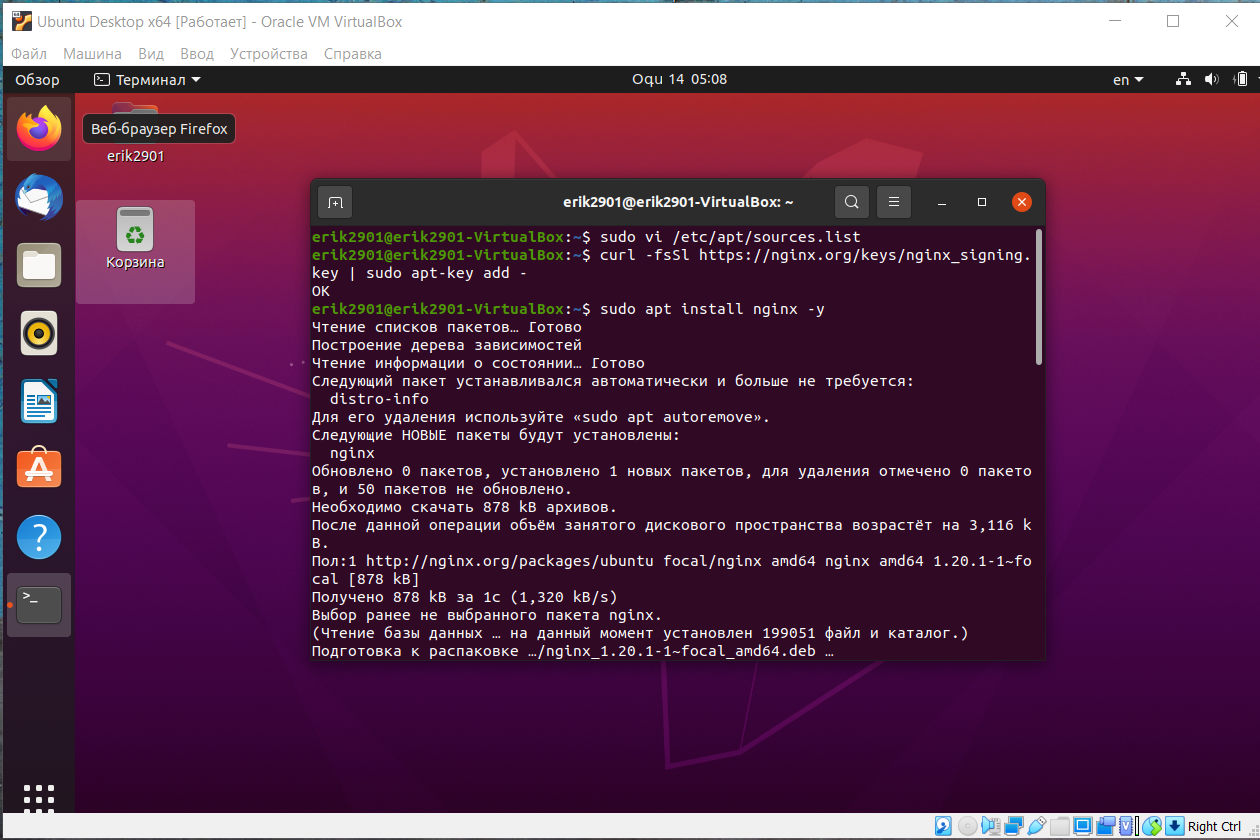 Ubuntu Desktop x64 [Работает] - Oracle VM VirtualBox
Файл Машина Вид Ввод Устройства Справка
Обзор Терминал Օգս 14 05:08 en
Веб-браузер Firefox
erik2901
Корзина
erik2901@erik2901-VirtualBox: ~
erik2901@erik2901-VirtualBox:~$ sudo vi /etc/apt/sources.list
erik2901@erik2901-VirtualBox:~$ curl -fsSl https://nginx.org/keys/nginx_signing.
key | sudo apt-key add -
OK
erik2901@erik2901-VirtualBox:~$ sudo apt install nginx -y
Чтение списков пакетов… Готово
Построение дерева зависимостей
Чтение информации о состоянии… Готово
Следующий пакет устанавливался автоматически и больше не требуется:
distro-info
Для его удаления используйте «sudo apt autoremove».
Следующие НОВЫЕ пакеты будут установлены:
nginx
Обновлено 0 пакетов, установлено 1 новых пакетов, для удаления отмечено 0 пакето
в, и 50 пакетов не обновлено.
Необходимо скачать 878 kB архивов.
После данной операции объём занятого дискового пространства возрастёт на 3,116 k
B.
Пол:1 http://nginx.org/packages/ubuntu focal/nginx amd64 nginx amd64 1.20.1-1~fo
cal [878 kB]
Получено 878 kB за 1с (1,320 kB/s)
Выбор ранее не выбранного пакета nginx.
(Чтение базы данных … на данный момент установлен 199051 файл и каталог.)
Подготовка к распаковке …/nginx_1.20.1-1~focal_amd64.deb …
Right Ctrl